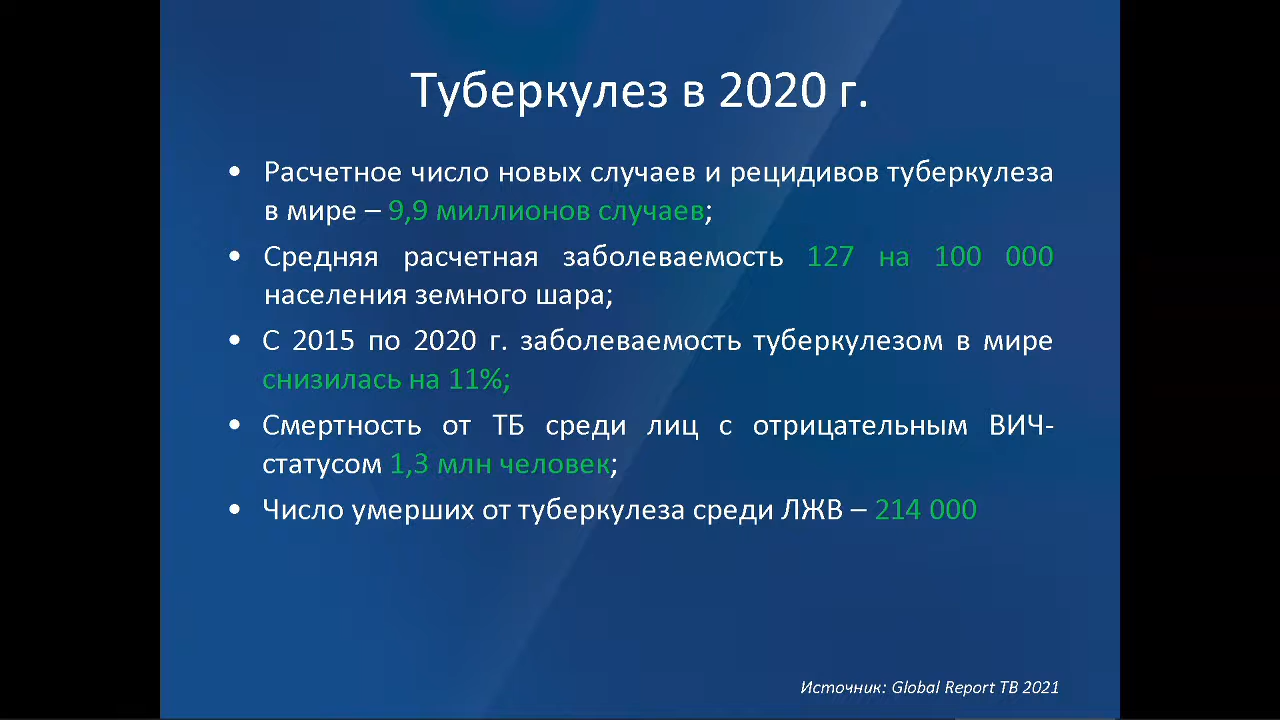 Туберкулез в 2020 г.
• Расчетное число новых случаев и рецидивов туберкулеза
в мире – 9,9 миллионов случаев;
• Средняя расчетная заболеваемость 127 на 100 000
населения земного шара;
• С 2015 по 2020 г. заболеваемость туберкулезом в мире
снизилась на 11%;
• Смертность от ТБ среди лиц с отрицательным ВИЧ-
статусом 1,3 млн человек;
• Число умерших от туберкулеза среди ЛЖВ – 214 000
Источник: Global Report ТВ 2021